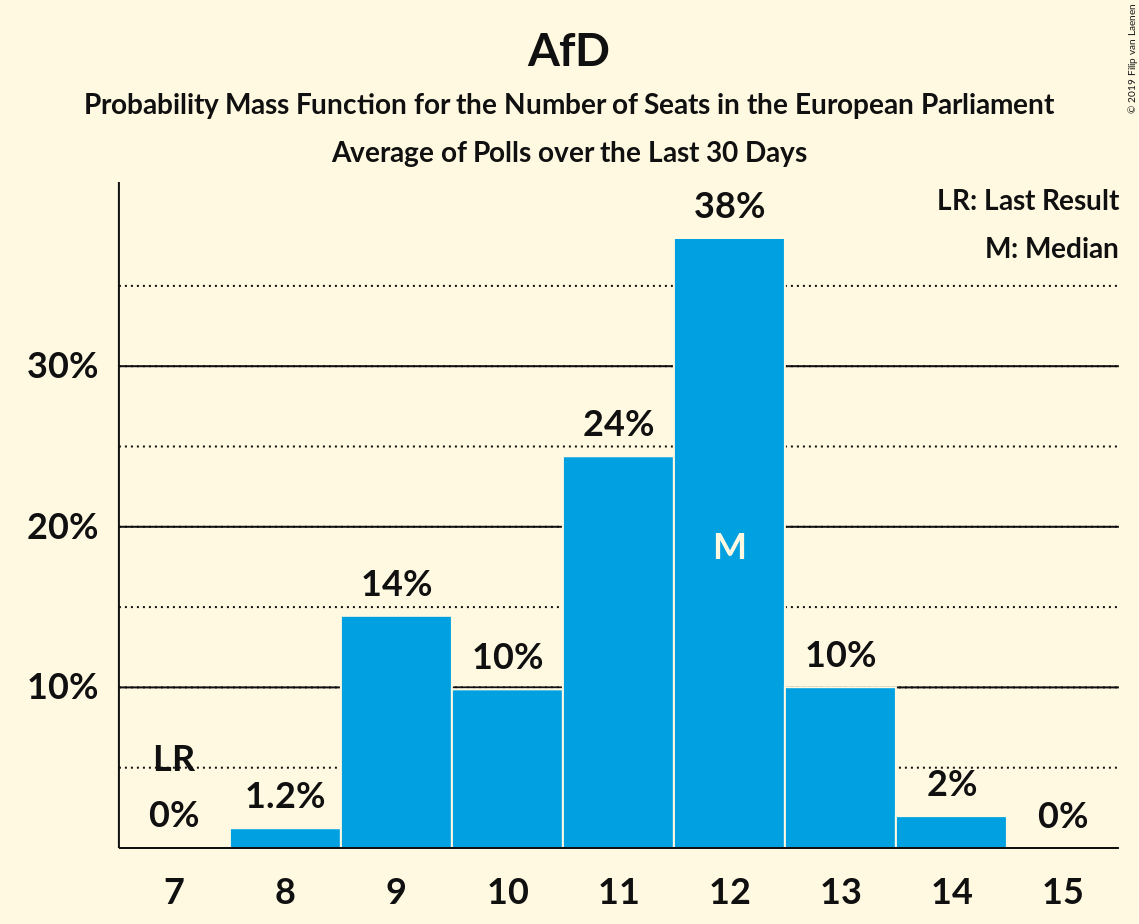 AfD
Probability Mass Function for the Number of Seats in the European Parliament
Average of Polls over the Last 30 Days
© 2019 Filip van Laenen
LR: Last Result
M: Median
38%
30%
24%
20%
M
14%
10%
10%
10%
LR
0%
1.2%
2%
0%
7 8 9 10 11 12 13 14 15